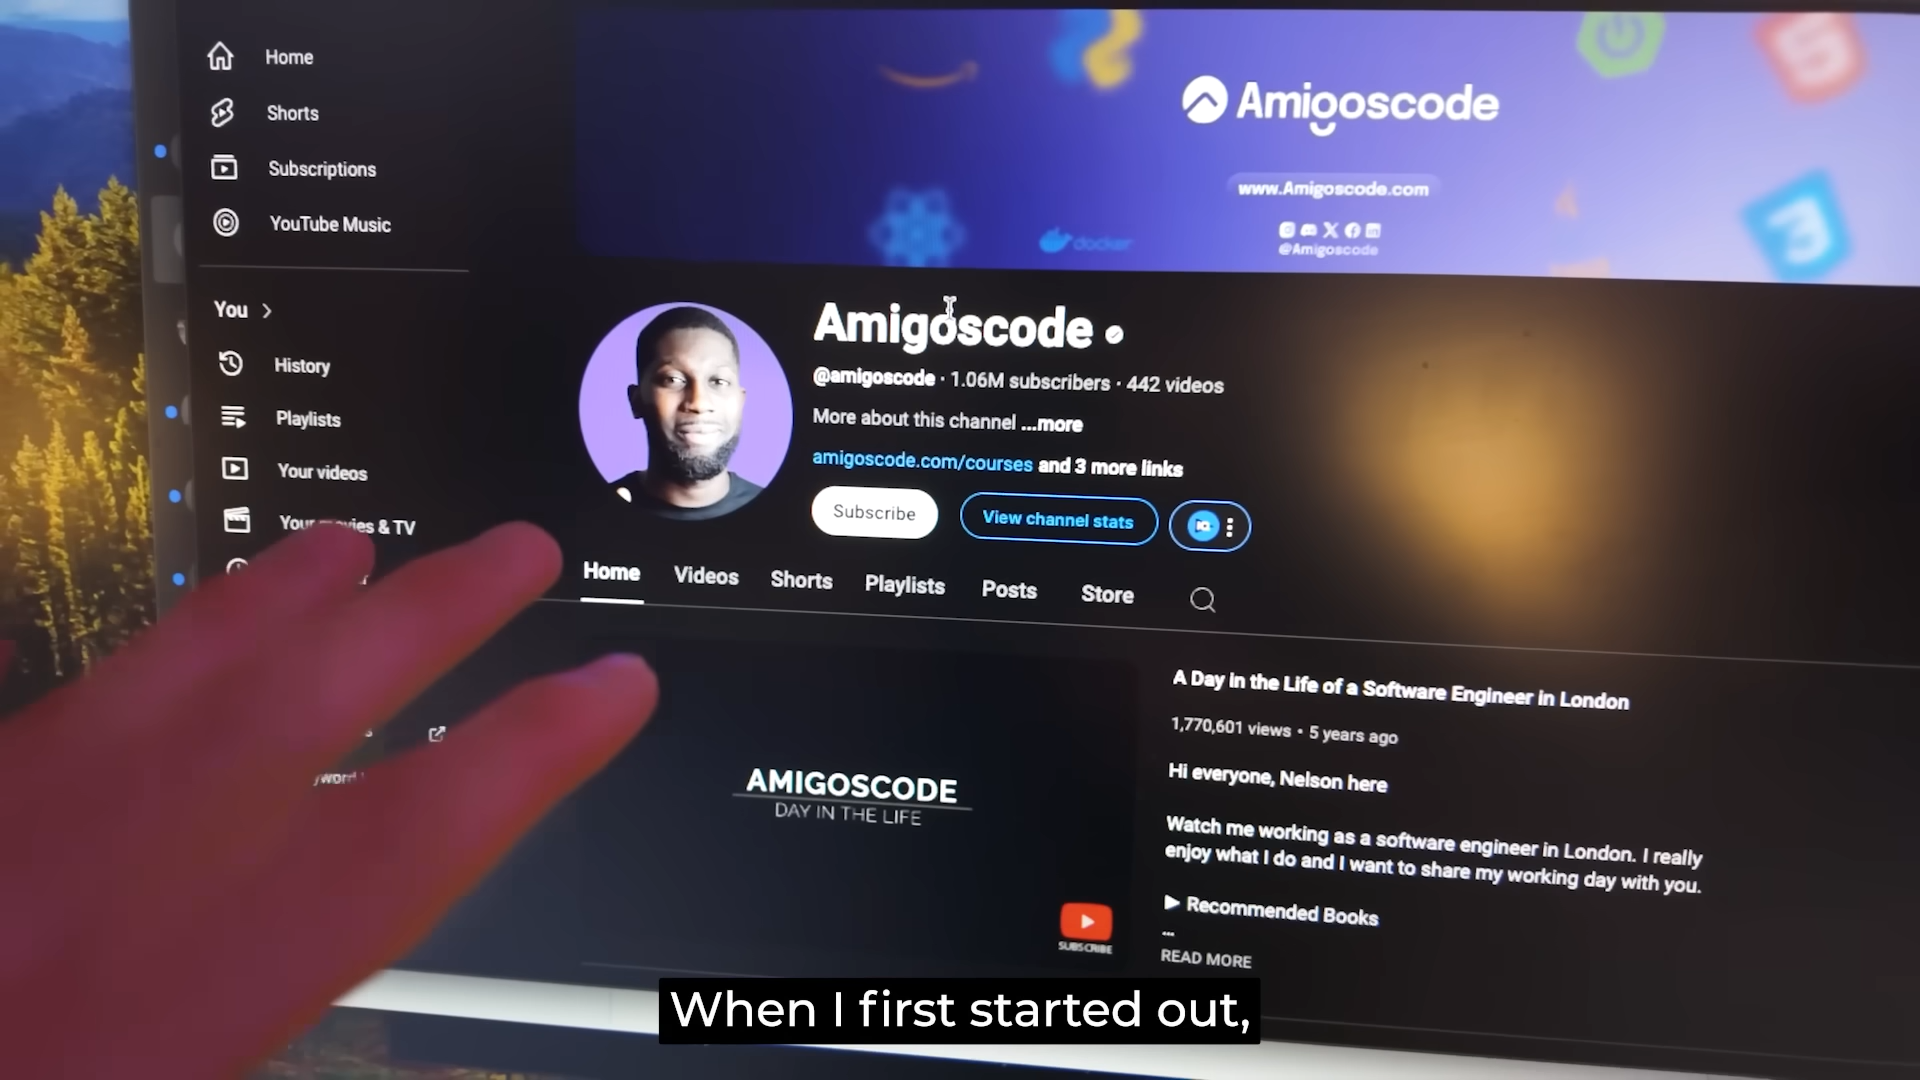 Home
Shorts
Subscriptions
YouTube Music
You
History
Playlists
Your videos
Your movies & TV
Amigoscode
www.Amigoscode.com
@Amigoscode
docker
Amigoscode
@amigoscode · 1.06M subscribers · 442 videos
More about this channel ...more
amigoscode.com/courses and 3 more links
Subscribe
View channel stats
Home
Videos
Shorts
Playlists
Posts
Store
AMIGOSCODE
DAY IN THE LIFE
SUBSCRIBE
A Day in the Life of a Software Engineer in London
1,770,601 views • 5 years ago
Hi everyone, Nelson here
Watch me working as a software engineer in London. I really
enjoy what I do and I want to share my working day with you.
▶ Recommended Books
...
READ MORE
When I first started out,